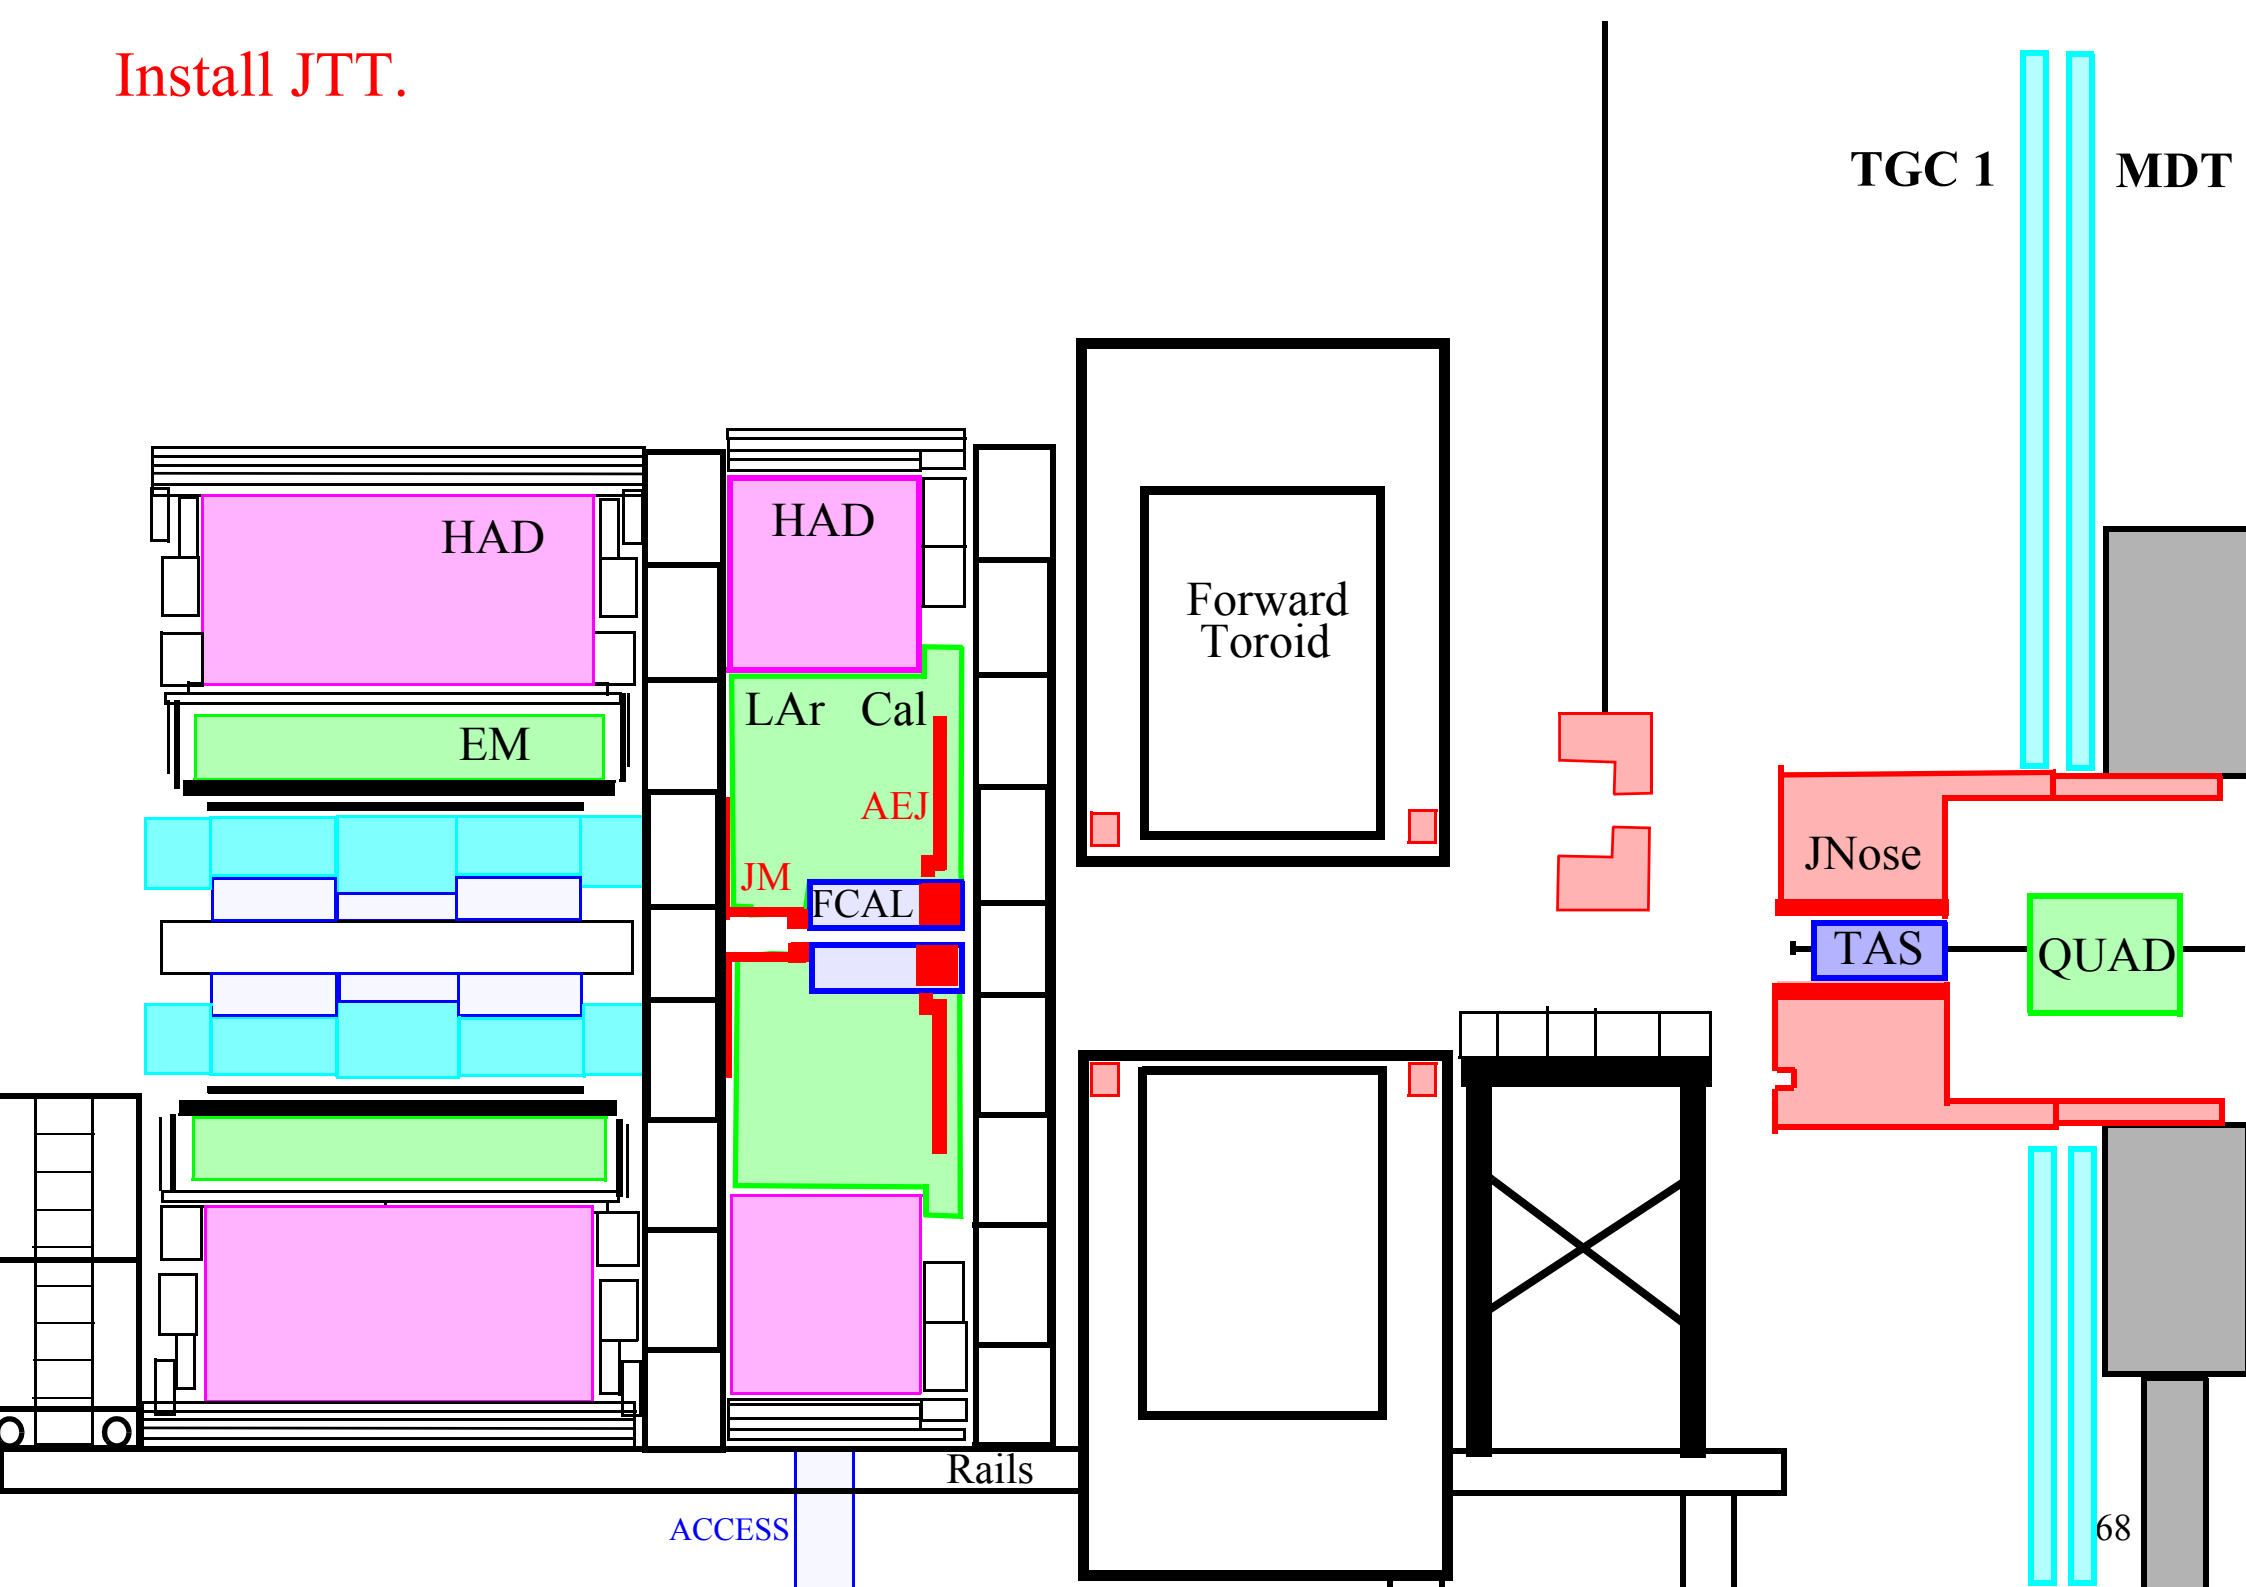 Install JTT.
TGC 1
MDT
HAD
HAD
Forward
Toroid
LAr Cal
EM
AEJ
JM
JNose
FCAL
TAS
QUAD
Rails
ACCESS
68